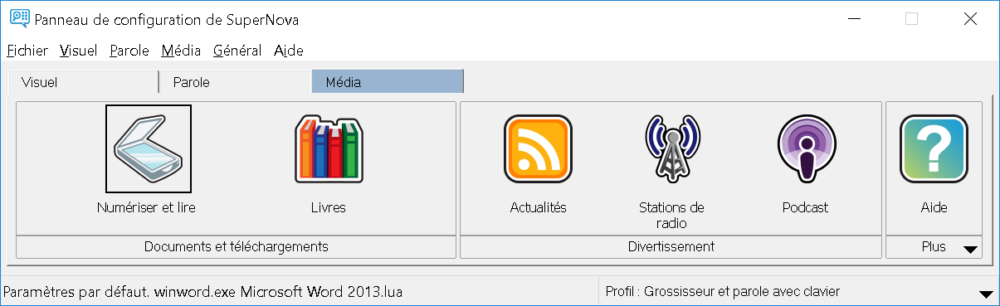 Panneau de configuration de SuperNova
Fichier Visuel Parole Média Général Aide
Visuel Parole Média
Numériser et lire Livres Actualités Stations de radio Podcast Aide
Documents et téléchargements Divertissement Plus
Paramètres par défaut. winword.exe Microsoft Word 2013.lua Profil : Grossisseur et parole avec clavier